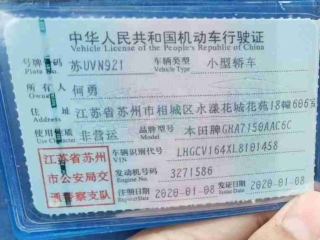 中华人民共和国机动车行驶证
Vehicle License of the People's Republic of China
号牌号码 苏UVN921 车辆类型 小型轿车
Plate No. Vehicle Type
所有人 何勇
Owner
住址 江苏省苏州市相城区水漾花城花苑18幢606室
使用性质 非营运 品牌型号 本田牌GHA7150AAC6C
江苏省苏州
市公安局交
通警察支队
车辆识别代号 LHGCV164XL8101458
VIN
发动机号码 3271586
注册日期 2020-01-08 发证日期 2020-01-08
Register Date Issue Date